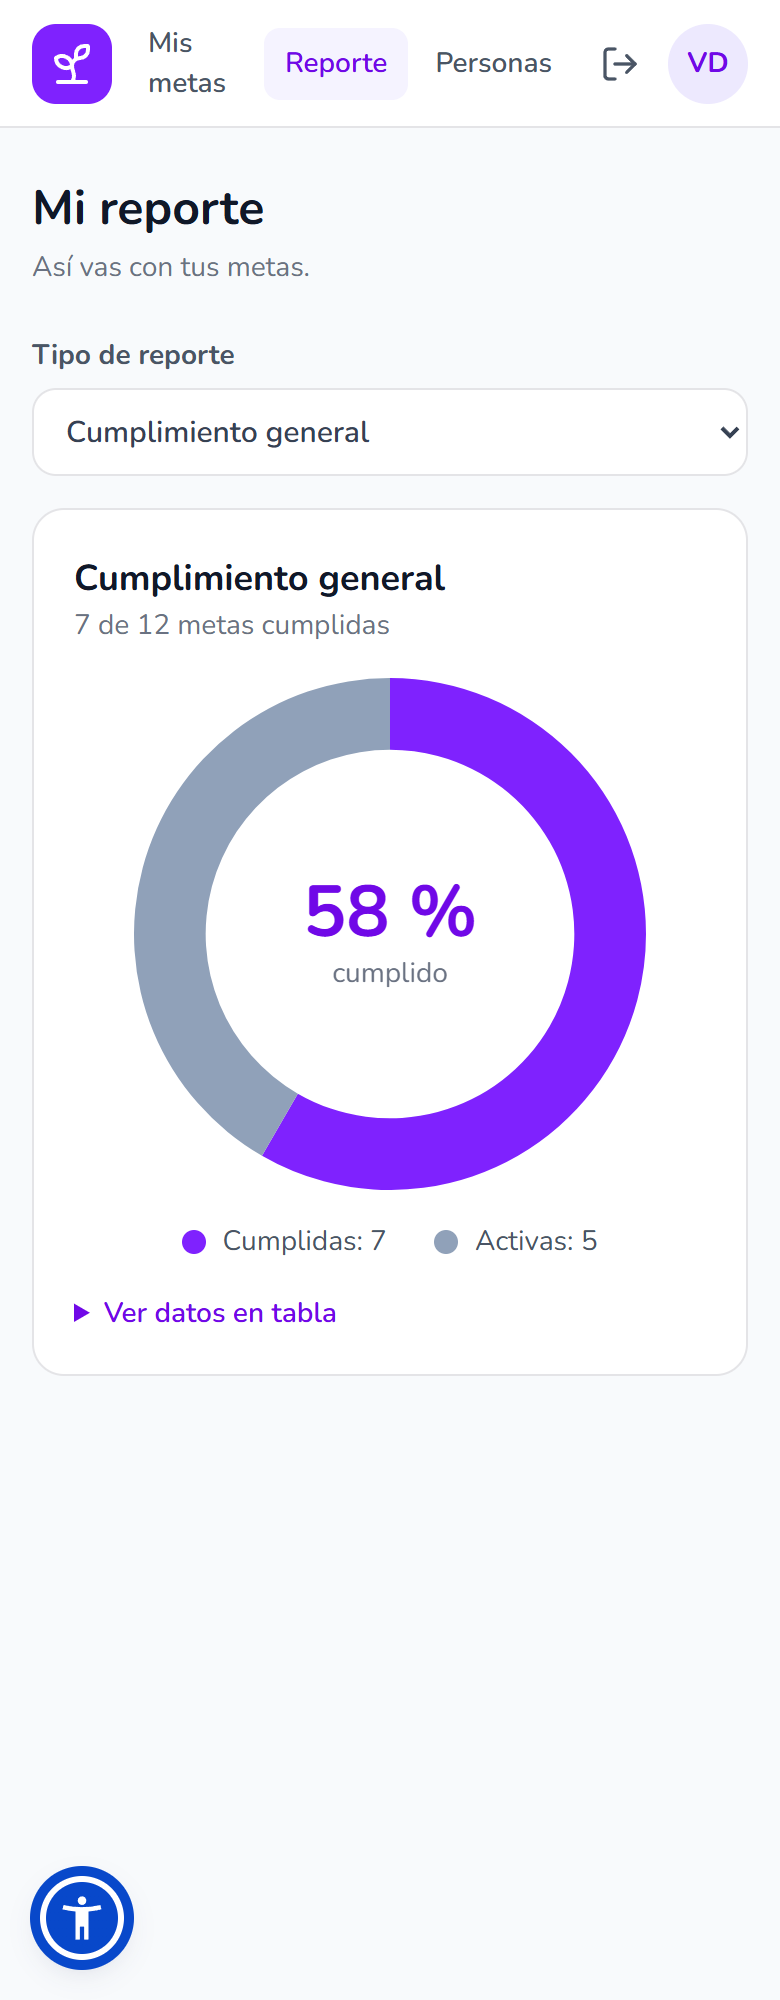 Mis
metas
Reporte
Personas
VD
Mi reporte
Así vas con tus metas.
Tipo de reporte
Cumplimiento general
Cumplimiento general
7 de 12 metas cumplidas
58 %
cumplido
Cumplidas: 7
Activas: 5
Ver datos en tabla